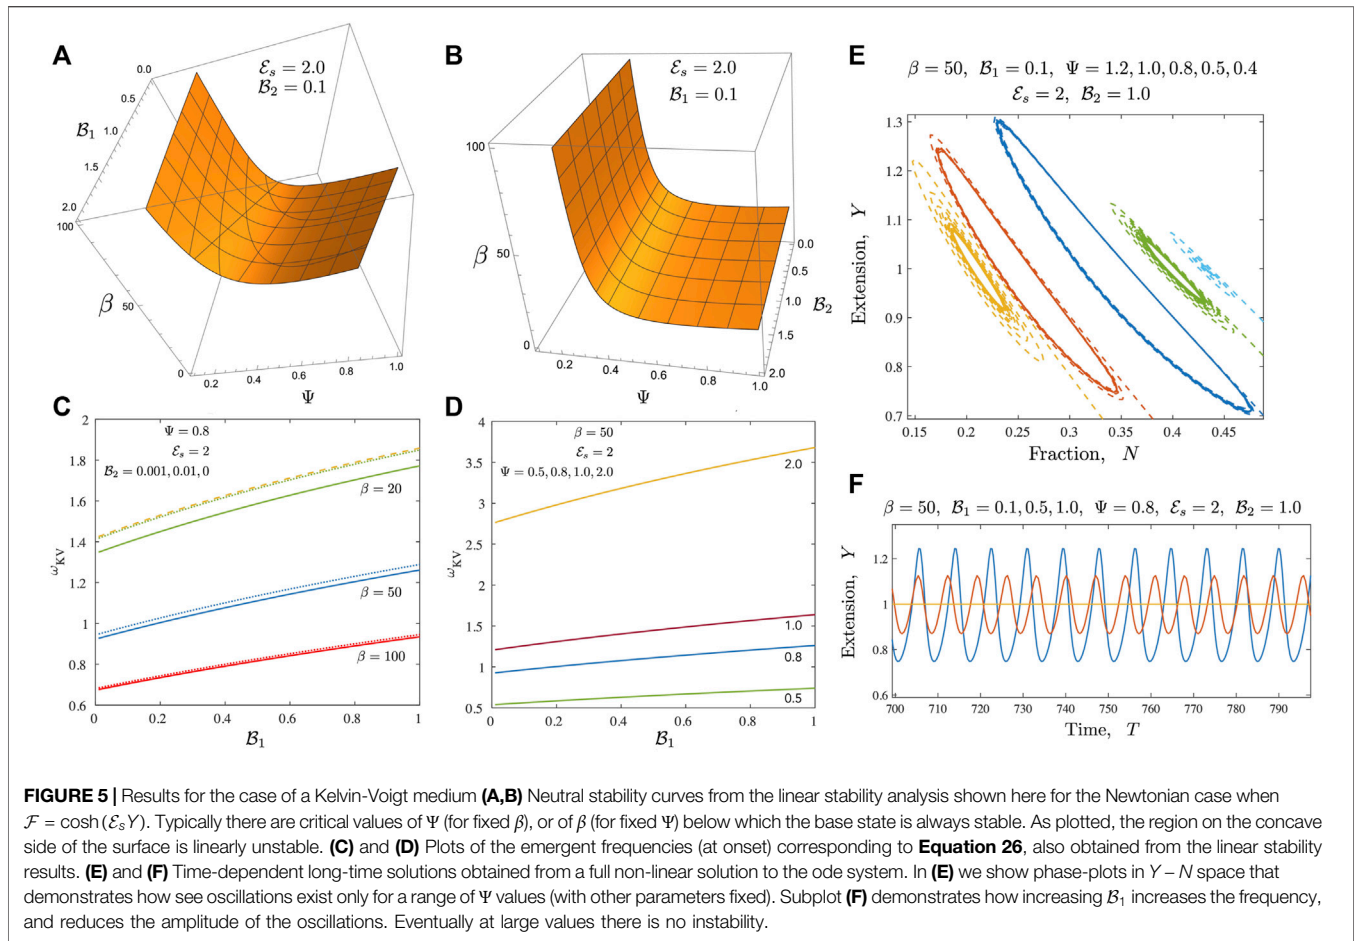 A
ℰs = 2.0
ℬ2 = 0.1
0.0
0.5
ℬ1
1.0
1.5
2.0
100
β
50
0
0.2
0.4
0.6
0.8
1.0
Ψ
B
ℰs = 2.0
ℬ1 = 0.1
100
β
50
0
0.0
0.5
1.0
ℬ2
1.5
2.0
0.2
0.4
0.6
0.8
1.0
Ψ
C
2
1.8
1.6
1.4
1.2
1
0.8
0.6
ωKV
Ψ = 0.8
ℰs = 2
ℬ2 = 0.001, 0.01, 0
β = 20
β = 50
β = 100
0 0.2 0.4 0.6 0.8 1
ℬ1
D
4
3.5
3
2.5
2
1.5
1
0.5
ωKV
β = 50
ℰs = 2
Ψ = 0.5, 0.8, 1.0, 2.0
2.0
1.0
0.8
0.5
0 0.2 0.4 0.6 0.8 1
ℬ1
E
β = 50, ℬ1 = 0.1, Ψ = 1.2, 1.0, 0.8, 0.5, 0.4
ℰs = 2, ℬ2 = 1.0
1.3
1.2
1.1
1
0.9
0.8
0.7
Extension, Y
0.15 0.2 0.25 0.3 0.35 0.4 0.45
Fraction, N
F
β = 50, ℬ1 = 0.1, 0.5, 1.0, Ψ = 0.8, ℰs = 2, ℬ2 = 1.0
1.2
1
0.8
0.6
Extension, Y
700 710 720 730 740 750 760 770 780 790
Time, T
FIGURE 5 | Results for the case of a Kelvin-Voigt medium (A,B) Neutral stability curves from the linear stability analysis shown here for the Newtonian case when
ℱ = cosh(ℰsY). Typically there are critical values of Ψ (for fixed β), or of β (for fixed Ψ) below which the base state is always stable. As plotted, the region on the concave
side of the surface is linearly unstable. (C) and (D) Plots of the emergent frequencies (at onset) corresponding to Equation 26, also obtained from the linear stability
results. (E) and (F) Time-dependent long-time solutions obtained from a full non-linear solution to the ode system. In (E) we show phase-plots in Y – N space that
demonstrates how see oscillations exist only for a range of Ψ values (with other parameters fixed). Subplot (F) demonstrates how increasing ℬ1 increases the frequency,
and reduces the amplitude of the oscillations. Eventually at large values there is no instability.